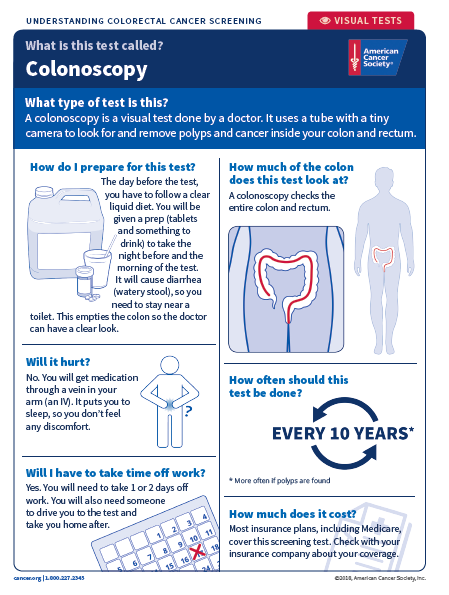 UNDERSTANDING COLORECTAL CANCER SCREENING
VISUAL TESTS
What is this test called?
Colonoscopy
American
Cancer
Society®
What type of test is this?
A colonoscopy is a visual test done by a doctor. It uses a tube with a tiny
camera to look for and remove polyps and cancer inside your colon and rectum.
How do I prepare for this test?
The day before the test,
you have to follow a clear
liquid diet. You will be
given a prep (tablets
and something to
drink) to take the
night before and the
morning of the test.
It will cause diarrhea
(watery stool), so you
need to stay near a
toilet. This empties the colon so the doctor
can have a clear look.
Will it hurt?
No. You will get medication
through a vein in your
arm (an IV). It puts you to
sleep, so you don't feel
any discomfort.
?
Will I have to take time off work?
Yes. You will need to take 1 or 2 days off
work. You will also need someone
to drive you to the test and
take you home after.
1 2 3 4
8 9 10 11
5
15 16 18
How much of the colon
does this test look at?
A colonoscopy checks the
entire colon and rectum.
How often should this
test be done?
EVERY 10 YEARS*
* More often if polyps are found
How much does it cost?
Most insurance plans, including Medicare,
cover this screening test. Check with your
insurance company about your coverage.
cancer.org | 1.800.227.2345
©2018, American Cancer Society, Inc.